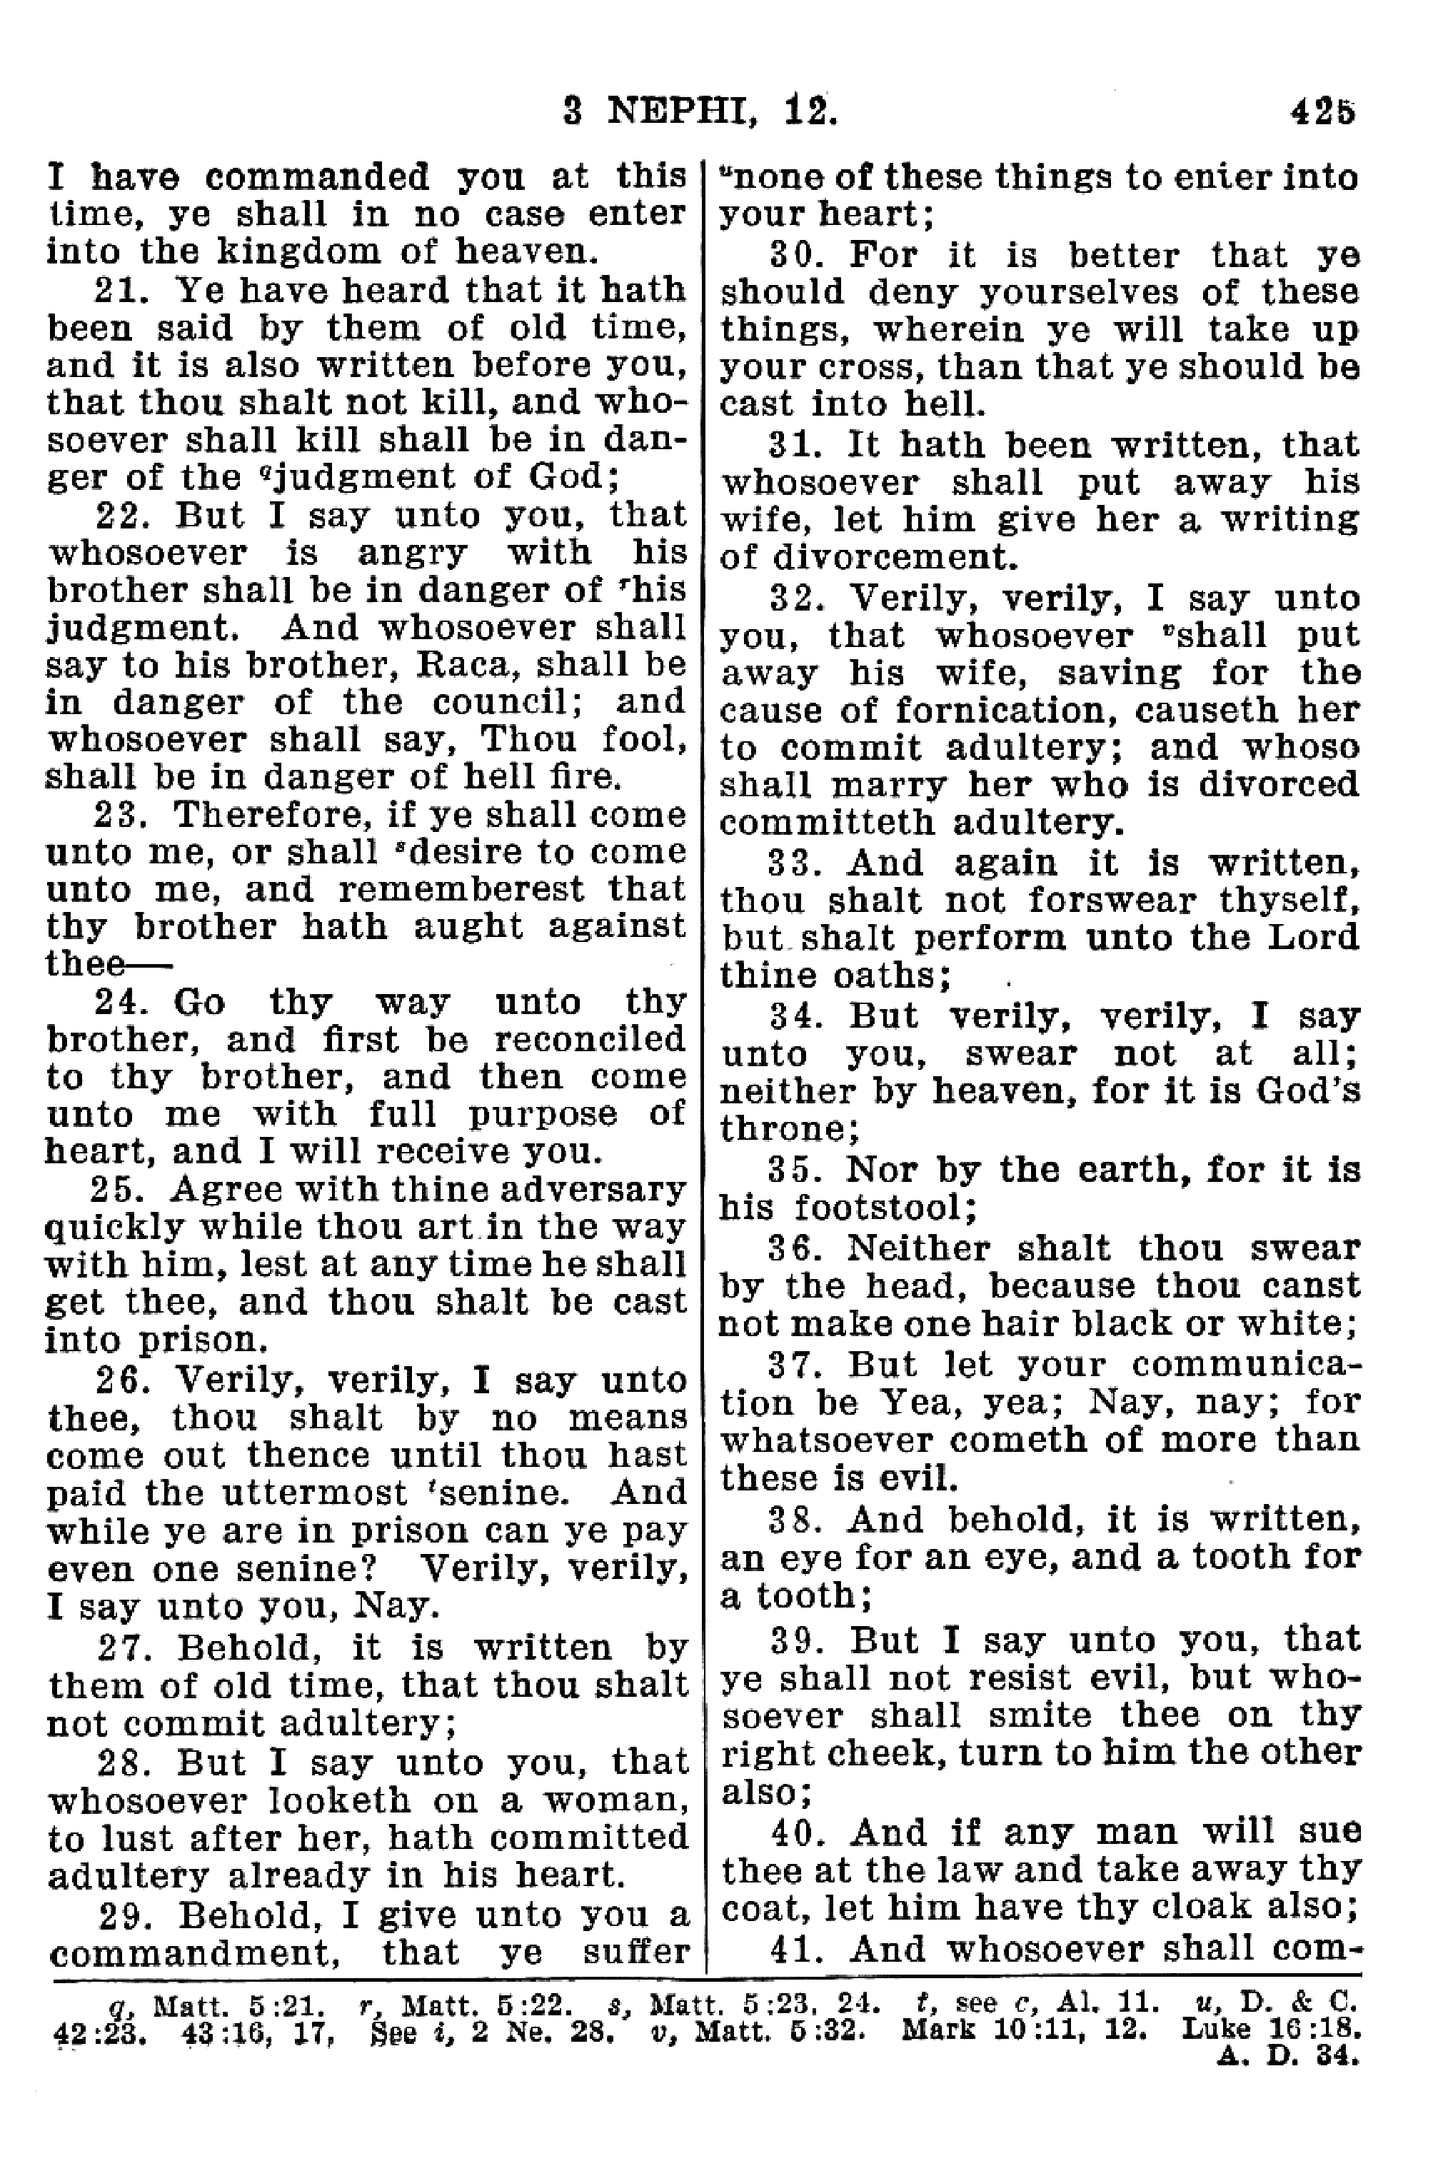 3 NEPHI, 12. 425
I have commanded you at this
time, ye shall in no case enter
into the kingdom of heaven.
21. Ye have heard that it hath
been said by them of old time,
and it is also written before you,
that thou shalt not kill, and who-
soever shall kill shall be in dan-
ger of the qjudgment of God;
22. But I say unto you, that
whosoever is angry with his
brother shall be in danger of rhis
judgment. And whosoever shall
say to his brother, Raca, shall be
in danger of the council; and
whosoever shall say, Thou fool,
shall be in danger of hell fire.
23. Therefore, if ye shall come
unto me, or shall sdesire to come
unto me, and rememberest that
thy brother hath aught against
thee—
24. Go thy way unto thy
brother, and first be reconciled
to thy brother, and then come
unto me with full purpose of
heart, and I will receive you.
25. Agree with thine adversary
quickly while thou art in the way
with him, lest at any time he shall
get thee, and thou shalt be cast
into prison.
26. Verily, verily, I say unto
thee, thou shalt by no means
come out thence until thou hast
paid the uttermost tsenine. And
while ye are in prison can ye pay
even one senine? Verily, verily,
I say unto you, Nay.
27. Behold, it is written by
them of old time, that thou shalt
not commit adultery;
28. But I say unto you, that
whosoever looketh on a woman,
to lust after her, hath committed
adultery already in his heart.
29. Behold, I give unto you a
commandment, that ye suffer
unone of these things to enter into
your heart;
30. For it is better that ye
should deny yourselves of these
things, wherein ye will take up
your cross, than that ye should be
cast into hell.
31. It hath been written, that
whosoever shall put away his
wife, let him give her a writing
of divorcement.
32. Verily, verily, I say unto
you, that whosoever vshall put
away his wife, saving for the
cause of fornication, causeth her
to commit adultery; and whoso
shall marry her who is divorced
committeth adultery.
33. And again it is written,
thou shalt not forswear thyself,
but shalt perform unto the Lord
thine oaths;
34. But verily, verily, I say
unto you, swear not at all;
neither by heaven, for it is God's
throne;
35. Nor by the earth, for it is
his footstool;
36. Neither shalt thou swear
by the head, because thou canst
not make one hair black or white;
37. But let your communica-
tion be Yea, yea; Nay, nay; for
whatsoever cometh of more than
these is evil.
38. And behold, it is written,
an eye for an eye, and a tooth for
a tooth;
39. But I say unto you, that
ye shall not resist evil, but who-
soever shall smite thee on thy
right cheek, turn to him the other
also;
40. And if any man will sue
thee at the law and take away thy
coat, let him have thy cloak also;
41. And whosoever shall com-
q, Matt. 5:21. r, Matt. 5:22. s, Matt. 5:23, 24. t, see c, Al. 11. u, D. & C.
42:23. 43:16, 17, See i, 2 Ne. 28. v, Matt. 5:32. Mark 10:11, 12. Luke 16:18.
A. D. 34.